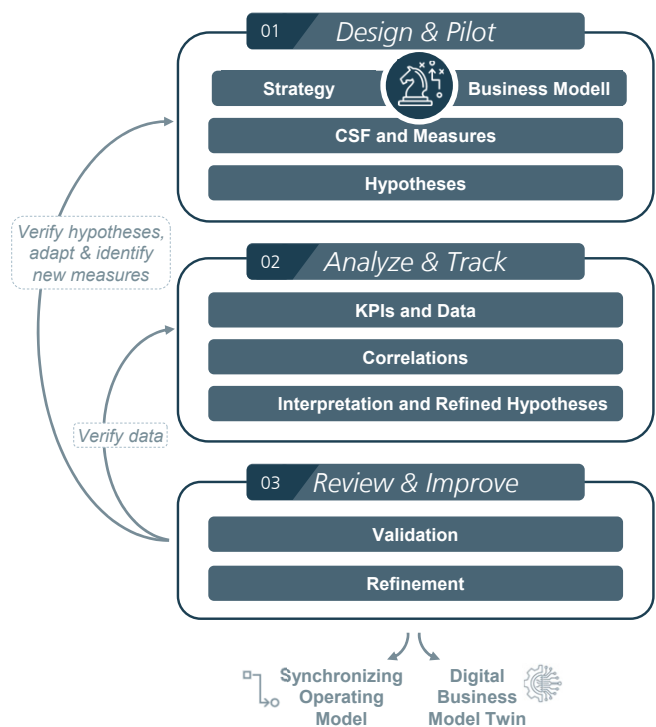 01 Design & Pilot
Strategy Business Modell
CSF and Measures
Hypotheses
Verify hypotheses,
adapt & identify
new measures
02 Analyze & Track
KPIs and Data
Correlations
Interpretation and Refined Hypotheses
Verify data
03 Review & Improve
Validation
Refinement
Synchronizing
Operating
Model
Digital
Business
Model Twin